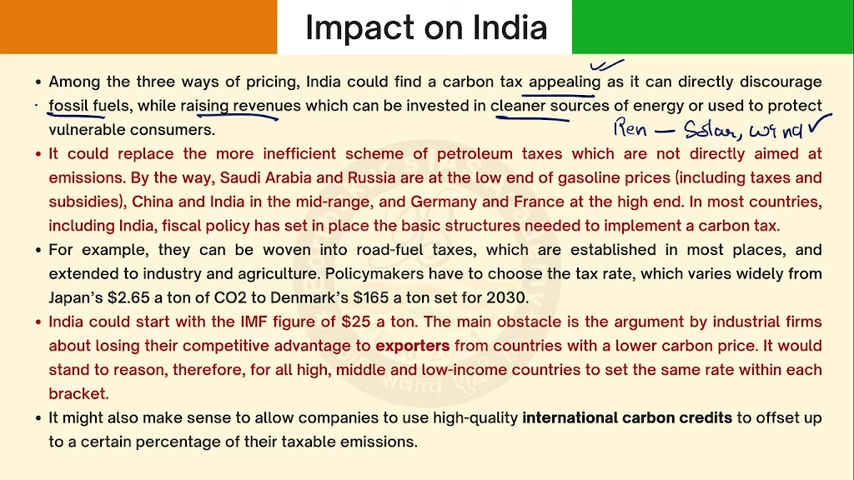 Impact on India
• Among the three ways of pricing, India could find a carbon tax appealing as it can directly discourage
fossil fuels, while raising revenues which can be invested in cleaner sources of energy or used to protect
vulnerable consumers.
Ren — Solar, wind
• It could replace the more inefficient scheme of petroleum taxes which are not directly aimed at
emissions. By the way, Saudi Arabia and Russia are at the low end of gasoline prices (including taxes and
subsidies), China and India in the mid-range, and Germany and France at the high end. In most countries,
including India, fiscal policy has set in place the basic structures needed to implement a carbon tax.
• For example, they can be woven into road-fuel taxes, which are established in most places, and
extended to industry and agriculture. Policymakers have to choose the tax rate, which varies widely from
Japan's $2.65 a ton of CO2 to Denmark's $165 a ton set for 2030.
• India could start with the IMF figure of $25 a ton. The main obstacle is the argument by industrial firms
about losing their competitive advantage to exporters from countries with a lower carbon price. It would
stand to reason, therefore, for all high, middle and low-income countries to set the same rate within each
bracket.
• It might also make sense to allow companies to use high-quality international carbon credits to offset up
to a certain percentage of their taxable emissions.